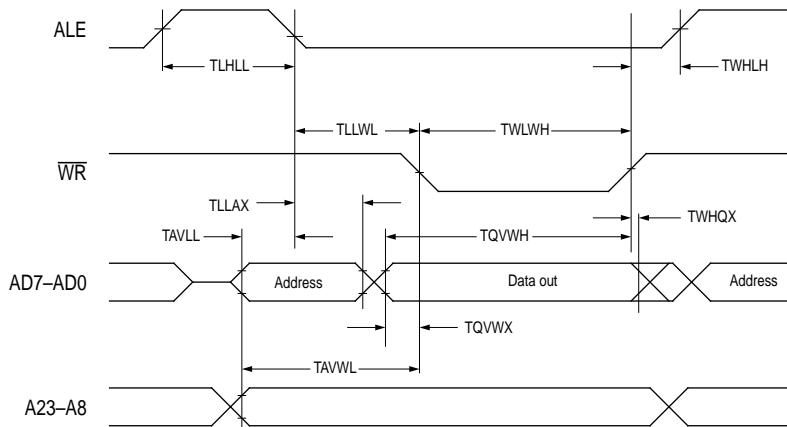 ALE
TLHLL
TWHLH
TLLWL
TWLWH
WR
TLLAX
TWHQX
TAVLL
TQVWH
AD7–AD0
Address
Data out
Address
TQVWX
TAVWL
A23–A8